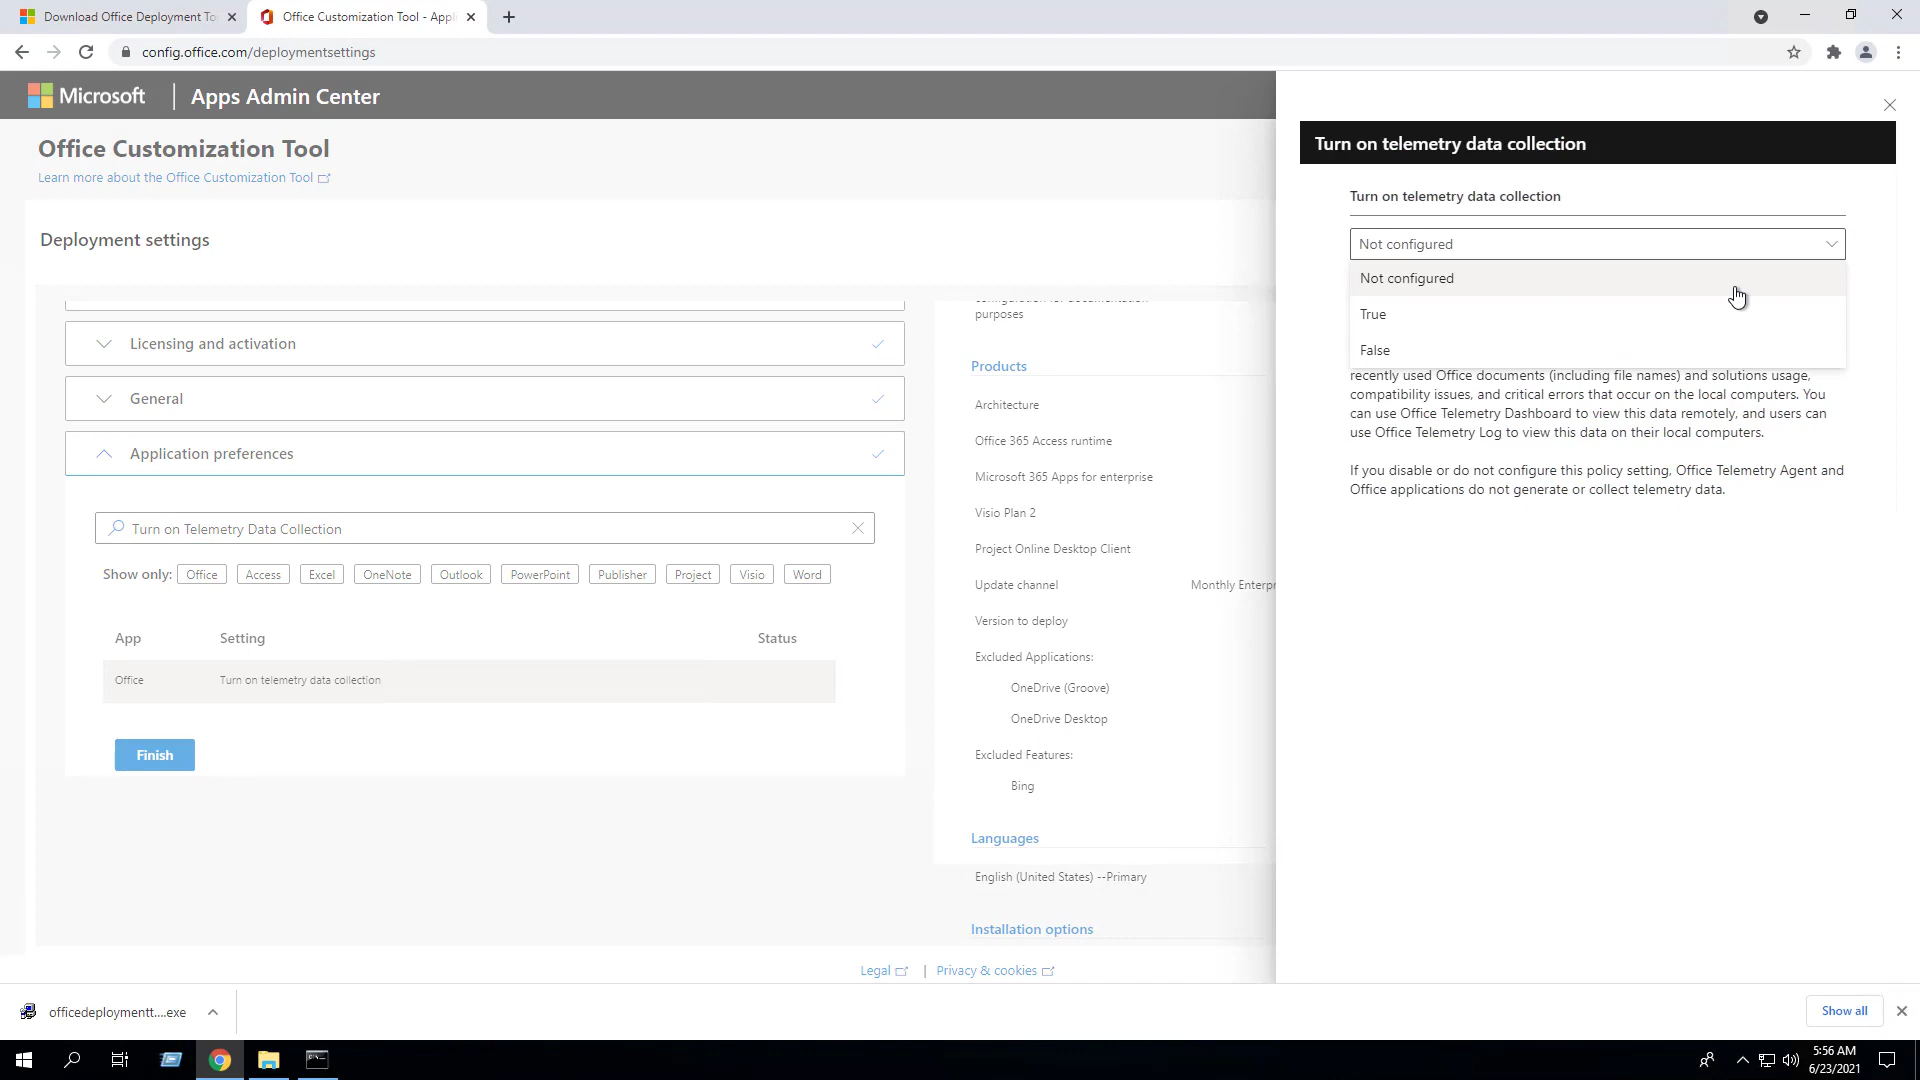 Download Office Deployment To
Office Customization Tool - Appli
config.office.com/deploymentsettings
Microsoft | Apps Admin Center
Office Customization Tool
Learn more about the Office Customization Tool
Deployment settings
Licensing and activation
General
Application preferences
Turn on Telemetry Data Collection
Show only: Office Access Excel OneNote Outlook PowerPoint Publisher Project Visio Word
App Setting Status
Office Turn on telemetry data collection
Finish
configuration for documentation
purposes
Products
Architecture
Office 365 Access runtime
Microsoft 365 Apps for enterprise
Visio Plan 2
Project Online Desktop Client
Update channel Monthly Enterpr
Version to deploy
Excluded Applications:
OneDrive (Groove)
OneDrive Desktop
Excluded Features:
Bing
Languages
English (United States) --Primary
Installation options
Legal | Privacy & cookies
Turn on telemetry data collection
Turn on telemetry data collection
Not configured
Not configured
True
False
recently used Office documents (including file names) and solutions usage,
compatibility issues, and critical errors that occur on the local computers. You
can use Office Telemetry Dashboard to view this data remotely, and users can
use Office Telemetry Log to view this data on their local computers.
If you disable or do not configure this policy setting, Office Telemetry Agent and
Office applications do not generate or collect telemetry data.
officedeploymentt....exe
Show all
5:56 AM
6/23/2021